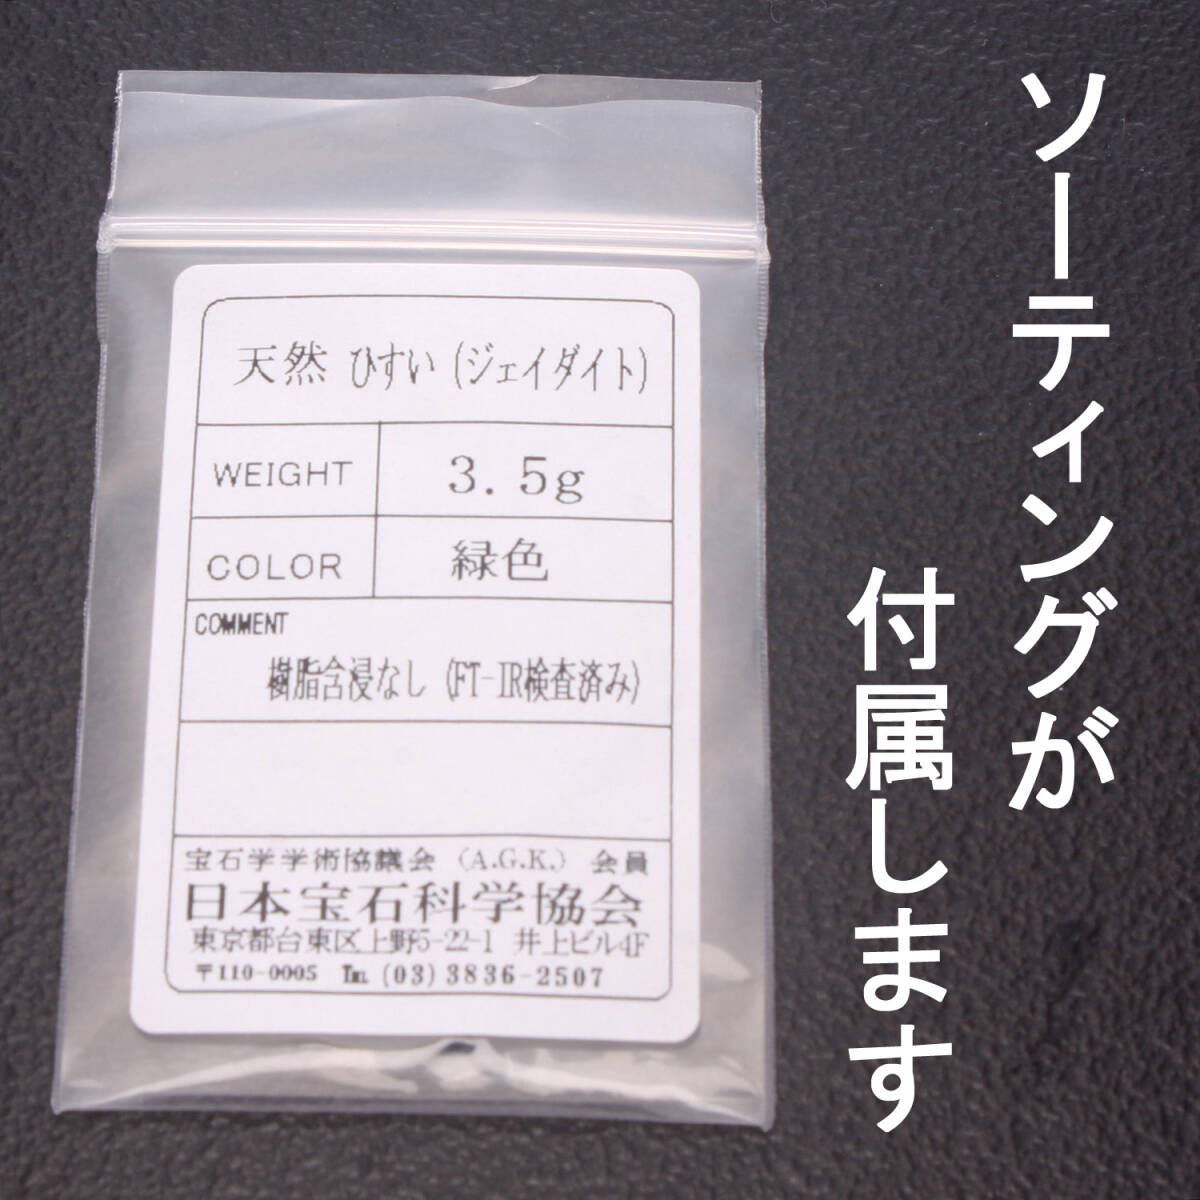 ソーティングが
付属します
天然 ひすい (ジェイダイト)
WEIGHT 3.5g
COLOR 緑色
COMMENT
樹脂含浸なし (FT-IR検査済み)
宝石学学術協議会 (A.G.K.) 会員
日本宝石科学協会
東京都台東区上野5-22-1 井上ビル4F
〒110-0005 TEL (03)3836-2507